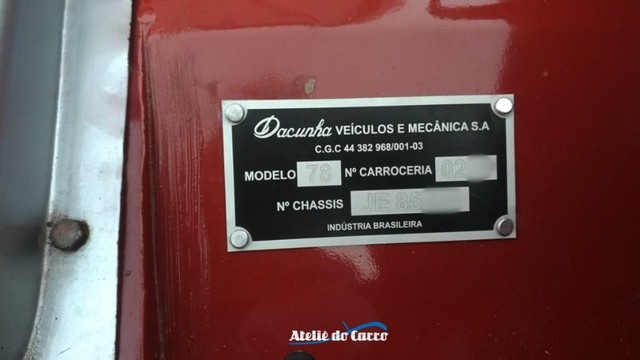 Dacunha VEÍCULOS E MECÂNICA S.A
C.G.C 44 382 968/001-03
MODELO 78 Nº CARROCERIA 02
Nº CHASSIS JE 85
INDÚSTRIA BRASILEIRA
Ateliê do Carro